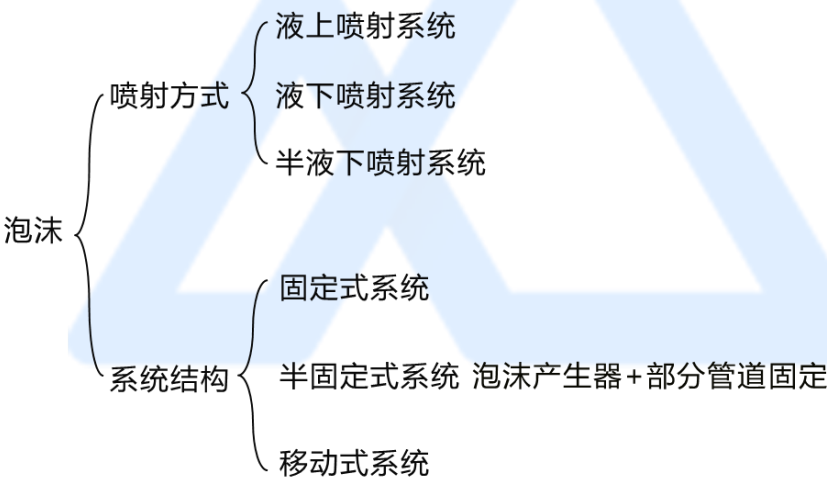 泡沫
喷射方式
液上喷射系统
液下喷射系统
半液下喷射系统
系统结构
固定式系统
半固定式系统 泡沫产生器+部分管道固定
移动式系统